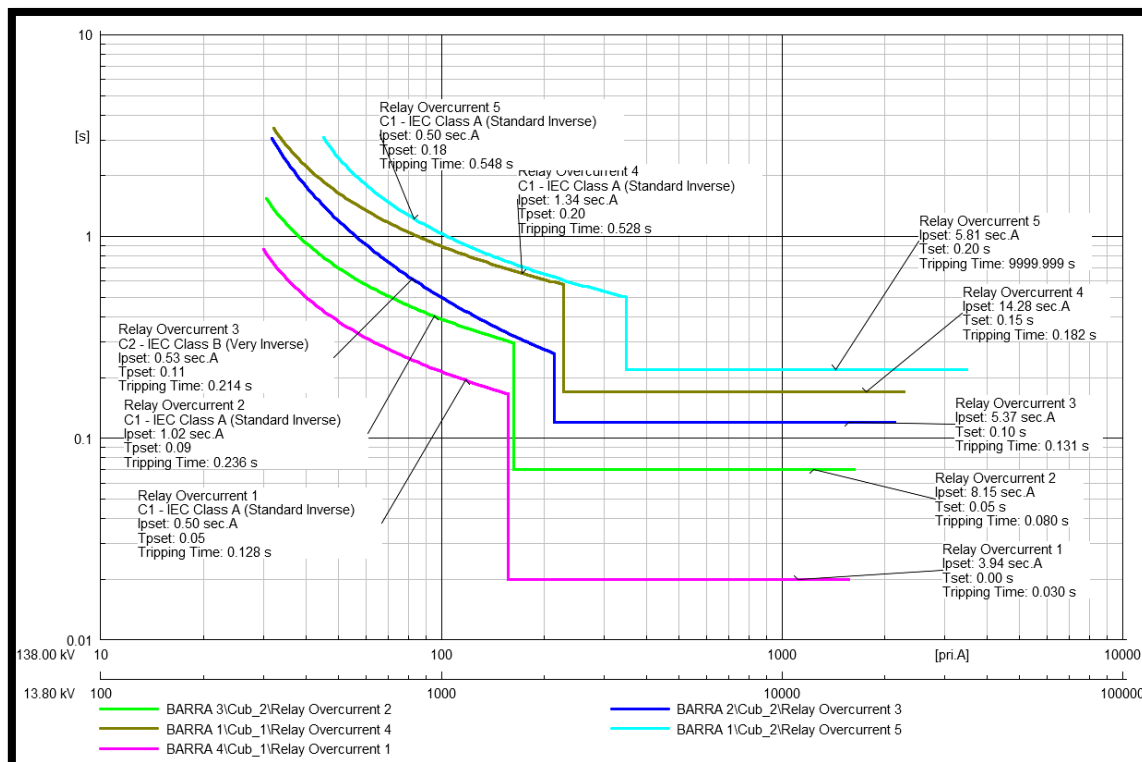 10
[s]
1
0.1
0.01
Relay Overcurrent 5
C1 - IEC Class A (Standard Inverse)
Ipset: 0.50 sec.A
Tpset: 0.18
Tripping Time: 0.548 s
Relay Overcurrent 4
C1 - IEC Class A (Standard Inverse)
Ipset: 1.34 sec.A
Tpset: 0.20
Tripping Time: 0.528 s
Relay Overcurrent 5
Ipset: 5.81 sec.A
Tset: 0.20 s
Tripping Time: 9999.999 s
Relay Overcurrent 4
Ipset: 14.28 sec.A
Tset: 0.15 s
Tripping Time: 0.182 s
Relay Overcurrent 3
C2 - IEC Class B (Very Inverse)
Ipset: 0.53 sec.A
Tpset: 0.11
Tripping Time: 0.214 s
Relay Overcurrent 2
C1 - IEC Class A (Standard Inverse)
Ipset: 1.02 sec.A
Tpset: 0.09
Tripping Time: 0.236 s
Relay Overcurrent 3
Ipset: 5.37 sec.A
Tset: 0.10 s
Tripping Time: 0.131 s
Relay Overcurrent 2
Ipset: 8.15 sec.A
Tset: 0.05 s
Tripping Time: 0.080 s
Relay Overcurrent 1
C1 - IEC Class A (Standard Inverse)
Ipset: 0.50 sec.A
Tpset: 0.05
Tripping Time: 0.128 s
Relay Overcurrent 1
Ipset: 3.94 sec.A
Tset: 0.00 s
Tripping Time: 0.030 s
138.00 kV 10 100 1000 [pri.A] 10000
13.80 kV 100 1000 10000 100000
BARRA 3\Cub_2\Relay Overcurrent 2
BARRA 2\Cub_2\Relay Overcurrent 3
BARRA 1\Cub_1\Relay Overcurrent 4
BARRA 1\Cub_2\Relay Overcurrent 5
BARRA 4\Cub_1\Relay Overcurrent 1